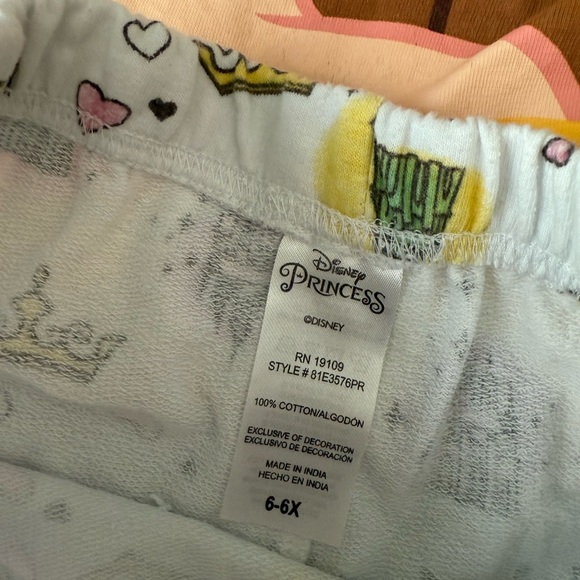 Disney
PRINCESS
©DISNEY
RN 19109
STYLE # 81E3576PR
100% COTTON/ALGODÓN
EXCLUSIVE OF DECORATION
EXCLUSIVO DE DECORACIÓN
MADE IN INDIA
HECHO EN INDIA
6-6X